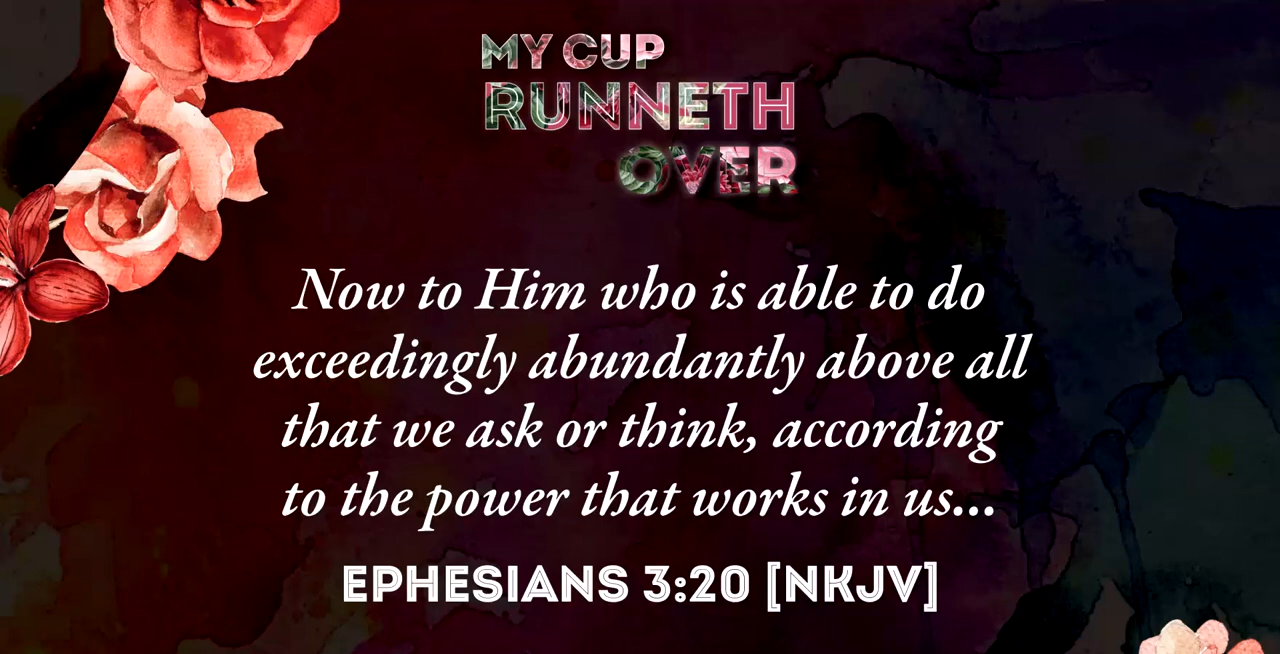 MY CUP
RUNNETH
OVER
Now to Him who is able to do
exceedingly abundantly above all
that we ask or think, according
to the power that works in us...
EPHESIANS 3:20 [NKJV]